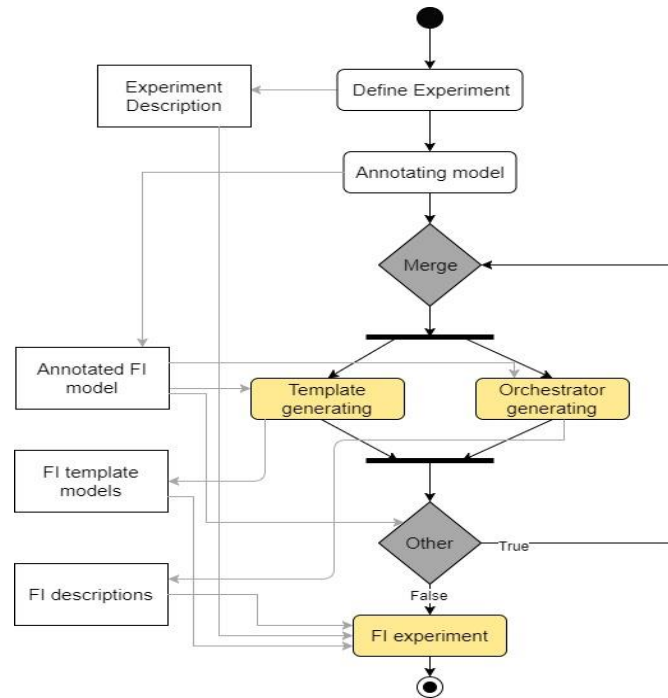 Experiment
Description
Define Experiment
Annotating model
Merge
Annotated FI
model
Template
generating
Orchestrator
generating
FI template
models
Other
True
False
FI descriptions
FI experiment